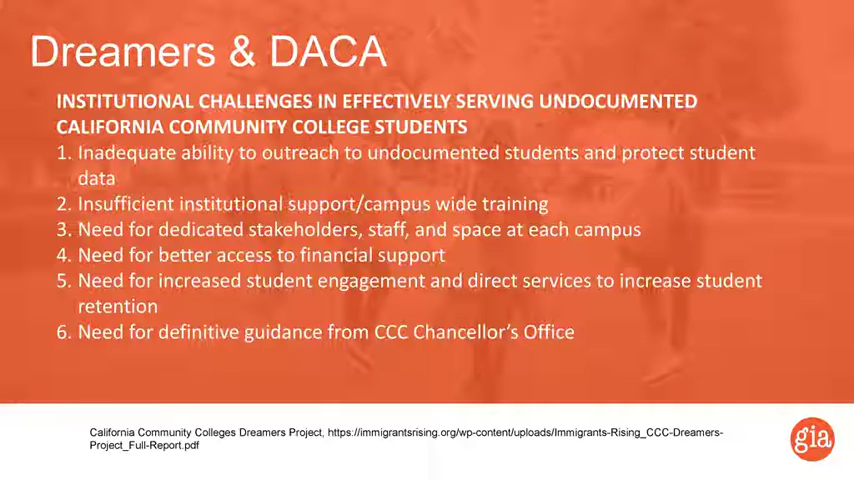 Dreamers & DACA
INSTITUTIONAL CHALLENGES IN EFFECTIVELY SERVING UNDOCUMENTED
CALIFORNIA COMMUNITY COLLEGE STUDENTS
1. Inadequate ability to outreach to undocumented students and protect student
data
2. Insufficient institutional support/campus wide training
3. Need for dedicated stakeholders, staff, and space at each campus
4. Need for better access to financial support
5. Need for increased student engagement and direct services to increase student
retention
6. Need for definitive guidance from CCC Chancellor’s Office
California Community Colleges Dreamers Project, https://immigrantsrising.org/wp-content/uploads/Immigrants-Rising_CCC-Dreamers-
Project_Full-Report.pdf
gia